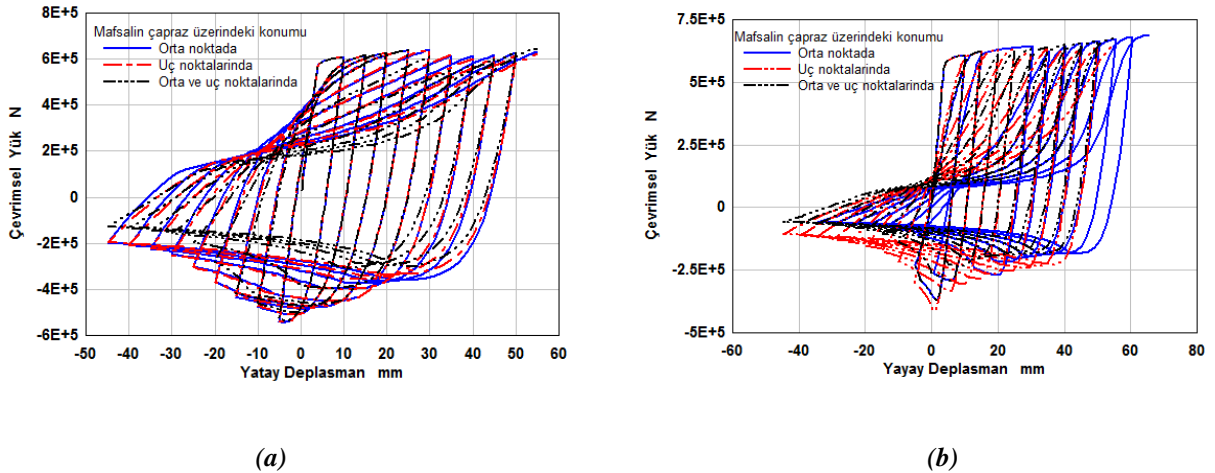 8E+5
6E+5
4E+5
2E+5
0
-2E+5
-4E+5
-6E+5
Çevrimsel Yük N
Mafsalin çapraz üzerindeki konumu
Orta noktada
Uç noktalarında
Orta ve uç noktalarında
-50 -40 -30 -20 -10 0 10 20 30 40 50 60
Yatay Deplasman mm
(a)
7.5E+5
5E+5
2.5E+5
0
-2.5E+5
-5E+5
Çevrimsel Yük N
Mafsalin çapraz üzerindeki konumu
Orta noktada
Uç noktalarında
Orta ve uç noktalarında
-60 -40 -20 0 20 40 60 80
Yayay Deplasman mm
(b)